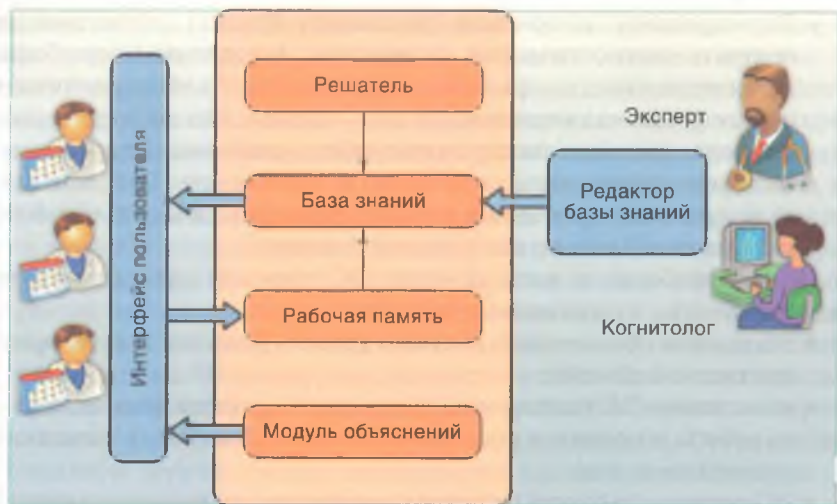 Интерфейс пользователя
Решатель
База знаний
Рабочая память
Модуль объяснений
Эксперт
Редактор
базы знаний
Когнитолог